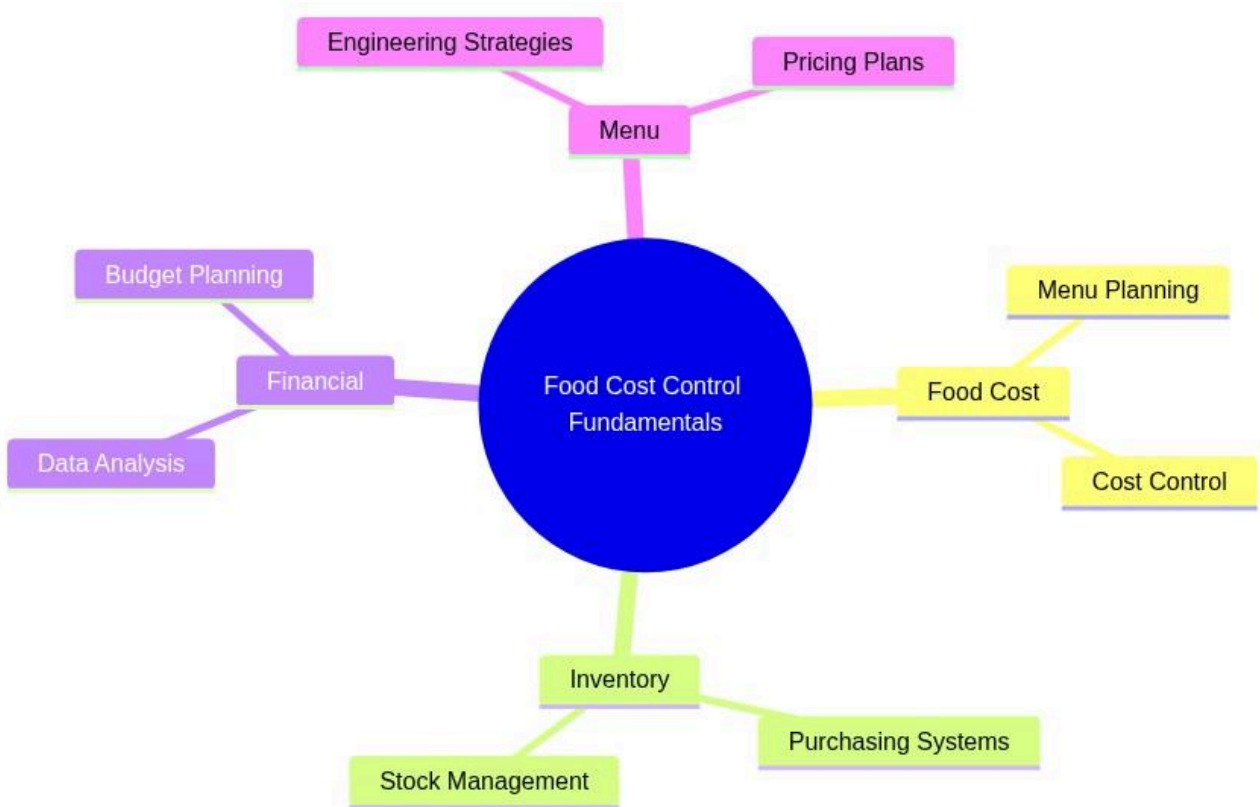 Engineering Strategies
Pricing Plans
Menu
Budget Planning
Menu Planning
Financial
Food Cost Control
Fundamentals
Food Cost
Data Analysis
Cost Control
Inventory
Purchasing Systems
Stock Management